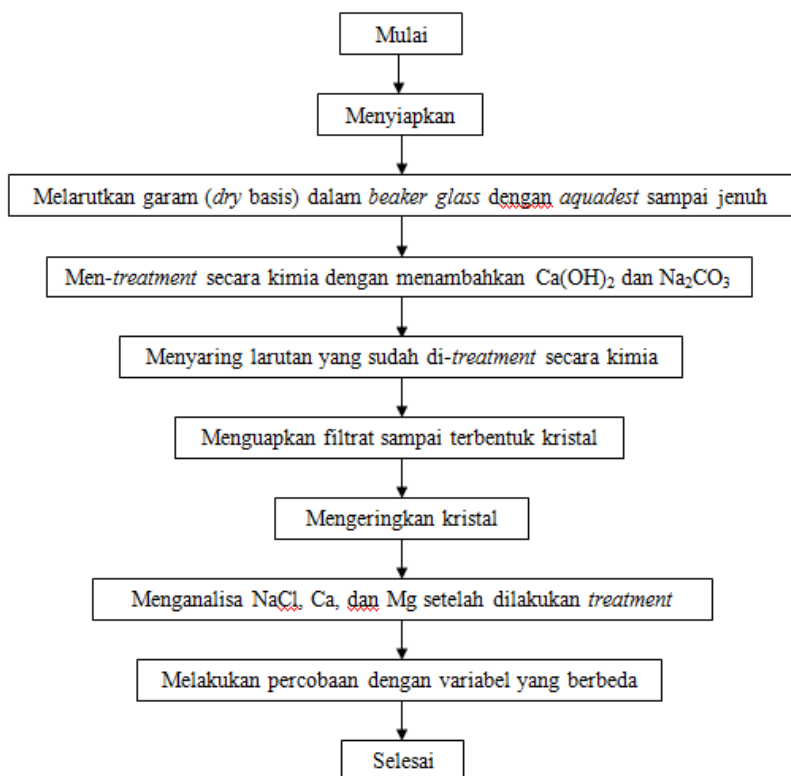 Mulai
Menyiapkan
Melarutkan garam (dry basis) dalam beaker glass dengan aquadest sampai jenuh
Men-treatment secara kimia dengan menambahkan Ca(OH)₂ dan Na₂CO₃
Menyaring larutan yang sudah di-treatment secara kimia
Menguapkan filtrat sampai terbentuk kristal
Mengeringkan kristal
Menganalisa NaCl, Ca, dan Mg setelah dilakukan treatment
Melakukan percobaan dengan variabel yang berbeda
Selesai